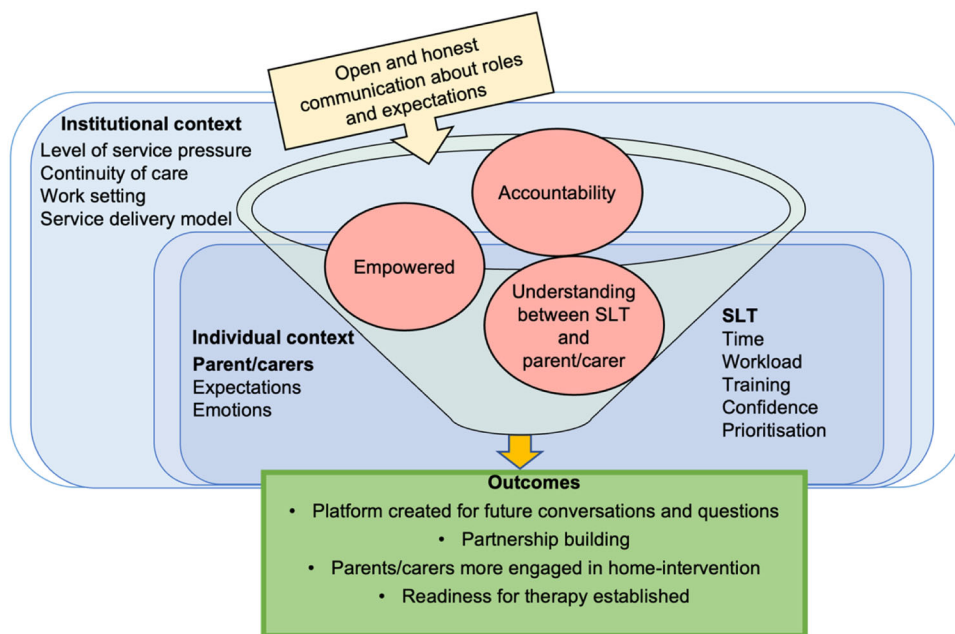 Open and honest
communication about roles
and expectations
Institutional context
Level of service pressure
Continuity of care
Work setting
Service delivery model
Accountability
Empowered
Understanding
between SLT
and
parent/carer
Individual context
Parent/carers
Expectations
Emotions
SLT
Time
Workload
Training
Confidence
Prioritisation
Outcomes
• Platform created for future conversations and questions
• Partnership building
• Parents/carers more engaged in home-intervention
• Readiness for therapy established